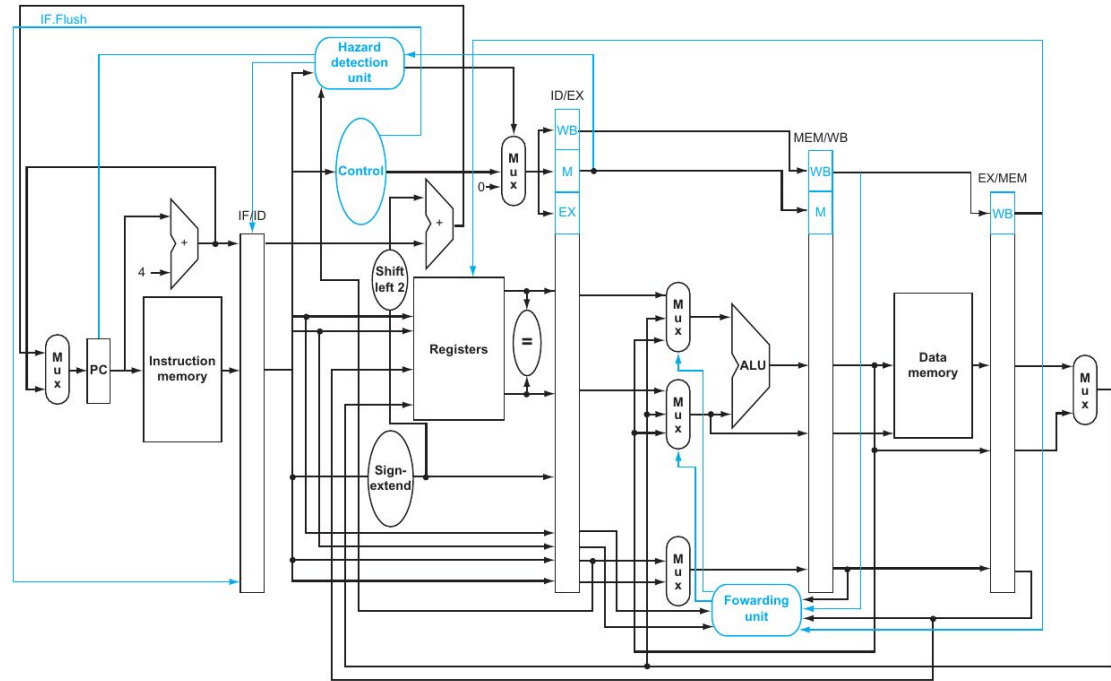 IF.Flush
Hazard
detection
unit
ID/EX
WB
MEM/WB
Control
M
u
x
M
WB
EX/MEM
0
EX
M
WB
IF/ID
+
+
4
Shift
left 2
M
u
x
PC
Instruction
memory
Registers
=
M
u
x
ALU
Data
memory
M
u
x
M
u
x
Sign-
extend
M
u
x
Fowarding
unit